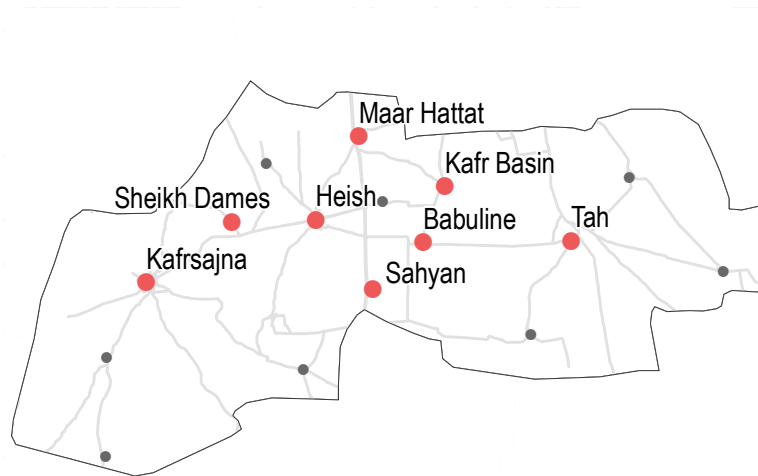 Maar Hattat
Kafr Basin
Sheikh Dames
Heish
Babuline
Tah
Kafrsajna
Sahyan